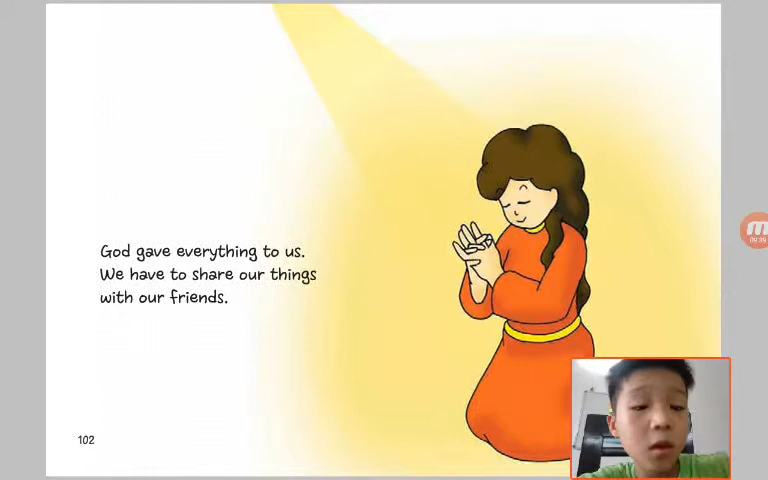 God gave everything to us.
We have to share our things
with our friends.
102